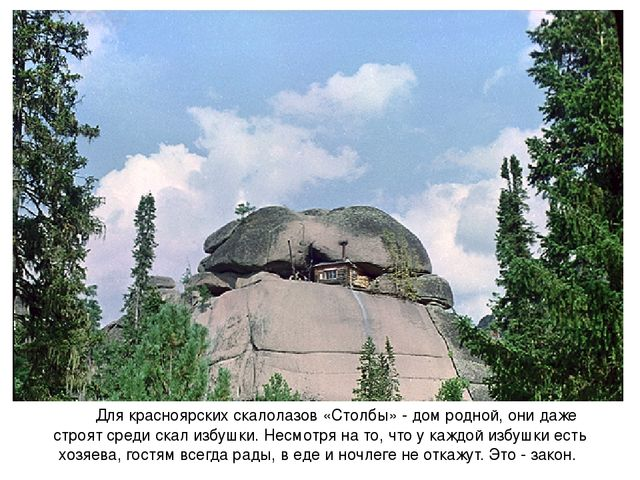 Для красноярских скалолазов «Столбы» - дом родной, они даже
строят среди скал избушки. Несмотря на то, что у каждой избушки есть
хозяева, гостям всегда рады, в еде и ночлеге не откажут. Это - закон.